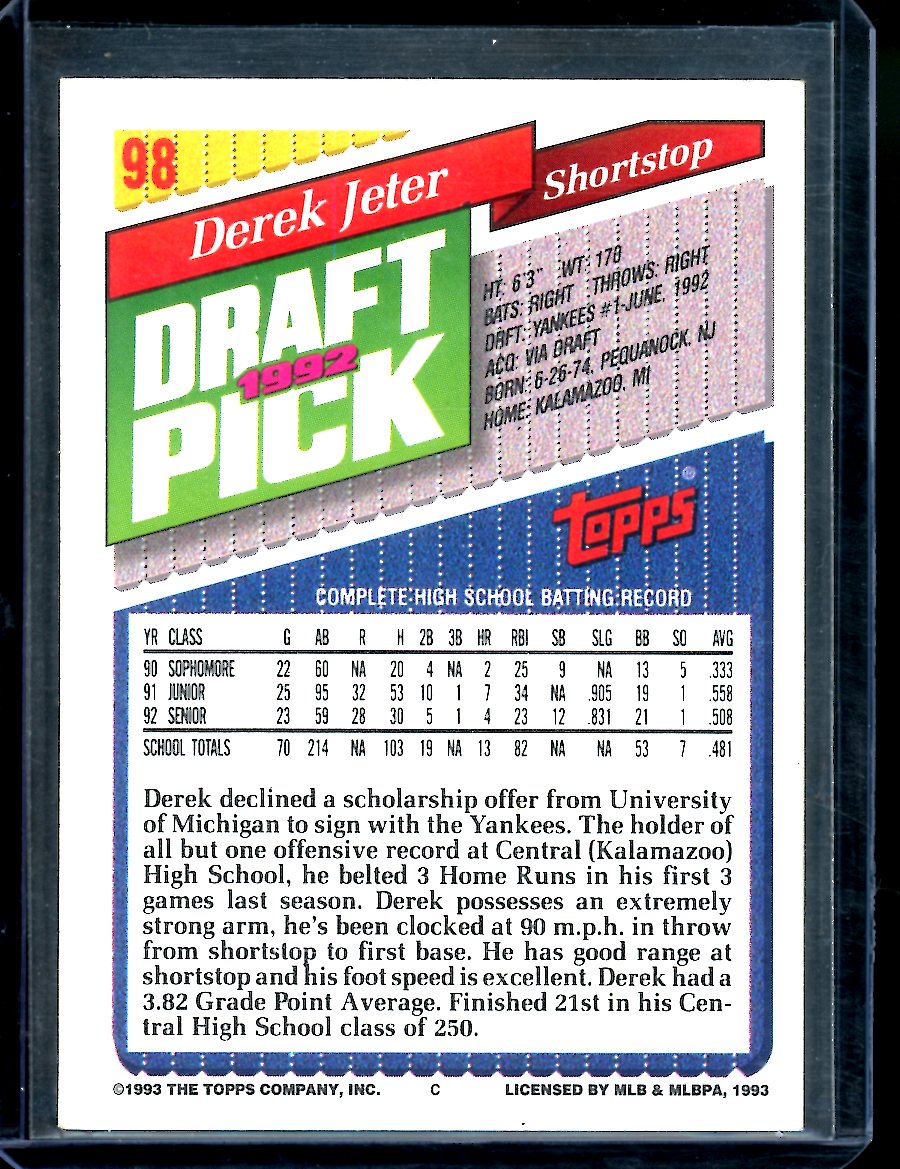 98
Derek Jeter
Shortstop
DRAFT
1992
PICK
HT: 6'3" WT: 170
BATS: RIGHT THROWS: RIGHT
DRFT: YANKEES #1-JUNE, 1992
ACQ: VIA DRAFT
BORN: 6-26-74, PEQUANOCK, NJ
HOME: KALAMAZOO, MI
TOPPS®
COMPLETE HIGH SCHOOL BATTING RECORD
YR CLASS G AB R H 2B 3B HR RBI SB SLG BB SO AVG
90 SOPHOMORE 22 60 NA 20 4 NA 2 25 9 NA 13 5 .333
91 JUNIOR 25 95 32 53 10 1 7 34 NA .905 19 1 .558
92 SENIOR 23 59 28 30 5 1 4 23 12 .831 21 1 .508
SCHOOL TOTALS 70 214 NA 103 19 NA 13 82 NA NA 53 7 .481
Derek declined a scholarship offer from University
of Michigan to sign with the Yankees. The holder of
all but one offensive record at Central (Kalamazoo)
High School, he belted 3 Home Runs in his first 3
games last season. Derek possesses an extremely
strong arm, he's been clocked at 90 m.p.h. in throw
from shortstop to first base. He has good range at
shortstop and his foot speed is excellent. Derek had a
3.82 Grade Point Average. Finished 21st in his Cen-
tral High School class of 250.
©1993 THE TOPPS COMPANY, INC. C LICENSED BY MLB & MLBPA, 1993